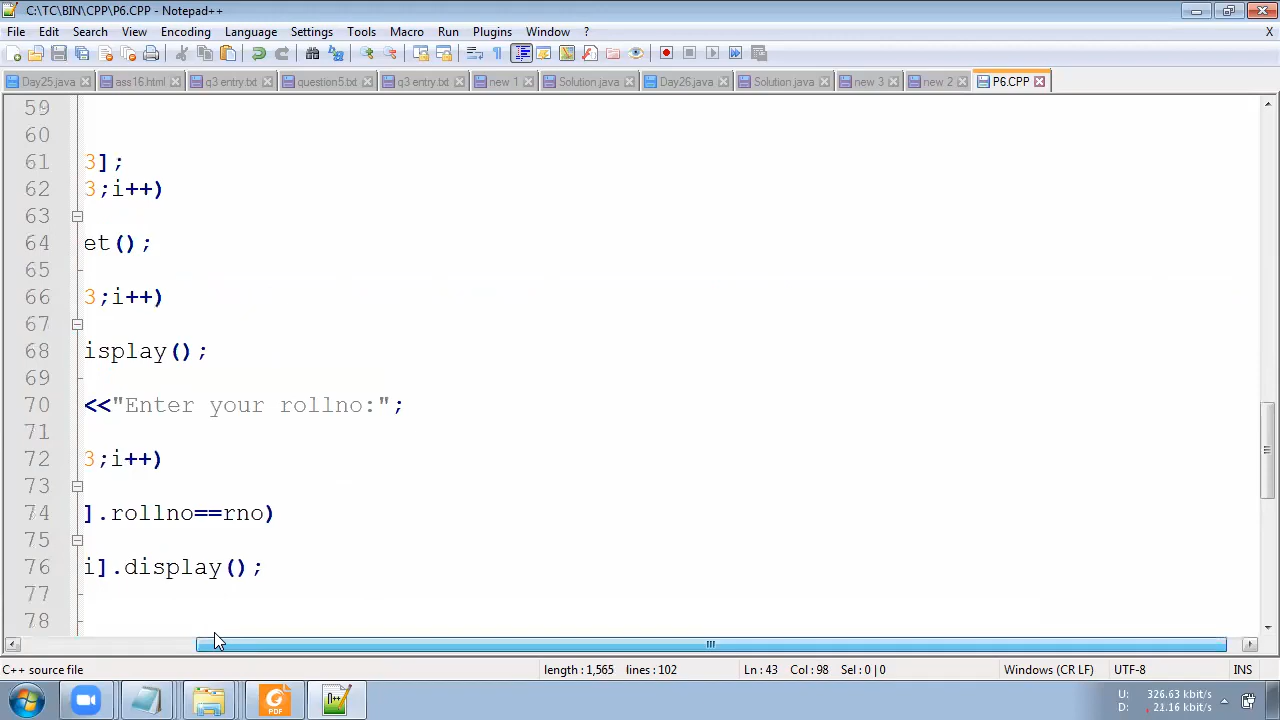 C:\TC\BIN\CPP\P6.CPP - Notepad++
File Edit Search View Encoding Language Settings Tools Macro Run Plugins Window ? X
Day25.java ass16.html q3 entry.txt question5.txt q3 entry.txt new 1 Solution.java Day26.java Solution.java new 3 new 2 P6.CPP
59
60
61 3];
62 3;i++)
63
64 et();
65
66 3;i++)
67
68 isplay();
69
70 <<"Enter your rollno:";
71
72 3;i++)
73
74 ].rollno==rno)
75
76 i].display();
77
78
C++ source file length : 1,565 lines : 102 Ln : 43 Col : 98 Sel : 0 | 0 Windows (CR LF) UTF-8 INS
U: 326.63 kbit/s
D: 21.16 kbit/s
PDF